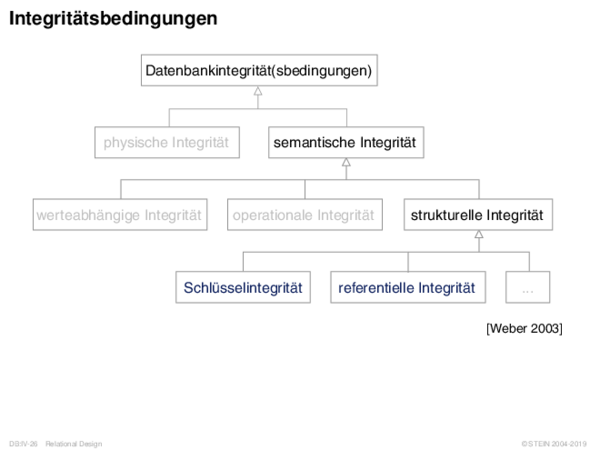 Integritätsbedingungen
Datenbankintegrität(sbedingungen)
physische Integrität
semantische Integrität
werteabhängige Integrität
operationale Integrität
strukturelle Integrität
Schlüsselintegrität
referentielle Integrität
...
[Weber 2003]
DB:IV-26 Relational Design
© STEIN 2004-2019